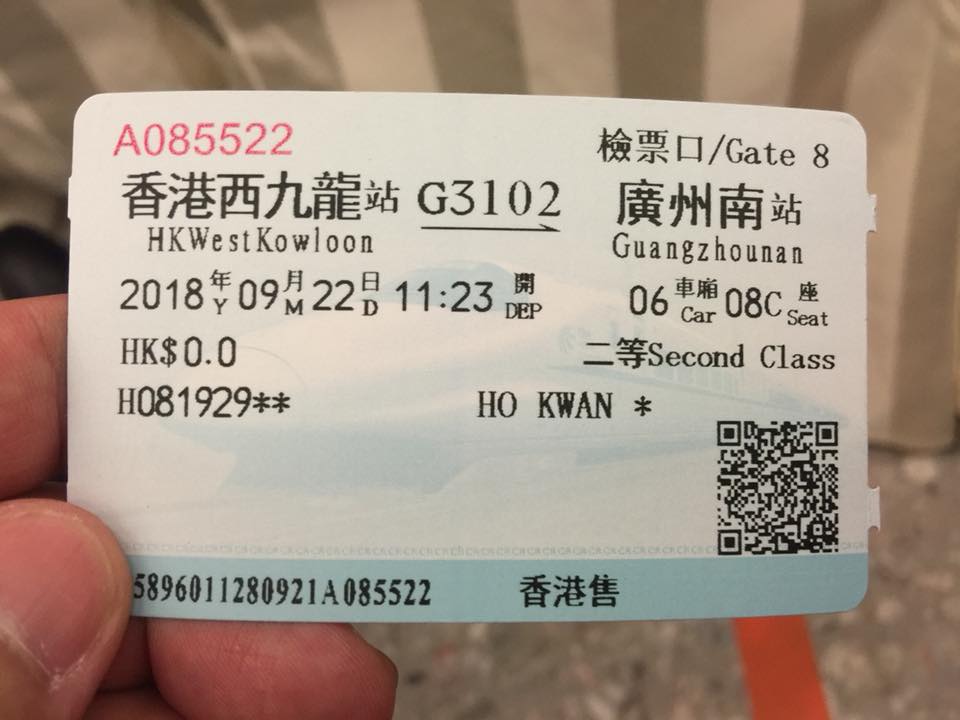 A085522
檢票口/Gate 8
香港西九龍站 G3102 廣州南站
HKWestKowloon Guangzhounan
2018年Y 09月M 22日D 11:23開DEP 06車廂Car 08C座Seat
HK$0.0 二等Second Class
H081929** HO KWAN *
5896011280921A085522 香港售